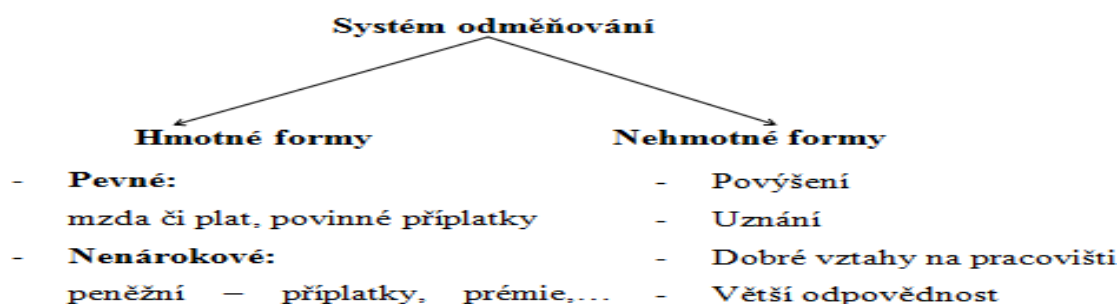 Systém odměňování
Hmotné formy
- Pevné:
mzda či plat, povinné příplatky
- Nenárokové:
peněžní – příplatky, prémie,...
Nehmotné formy
- Povýšení
- Uznání
- Dobré vztahy na pracovišti
- Větší odpovědnost